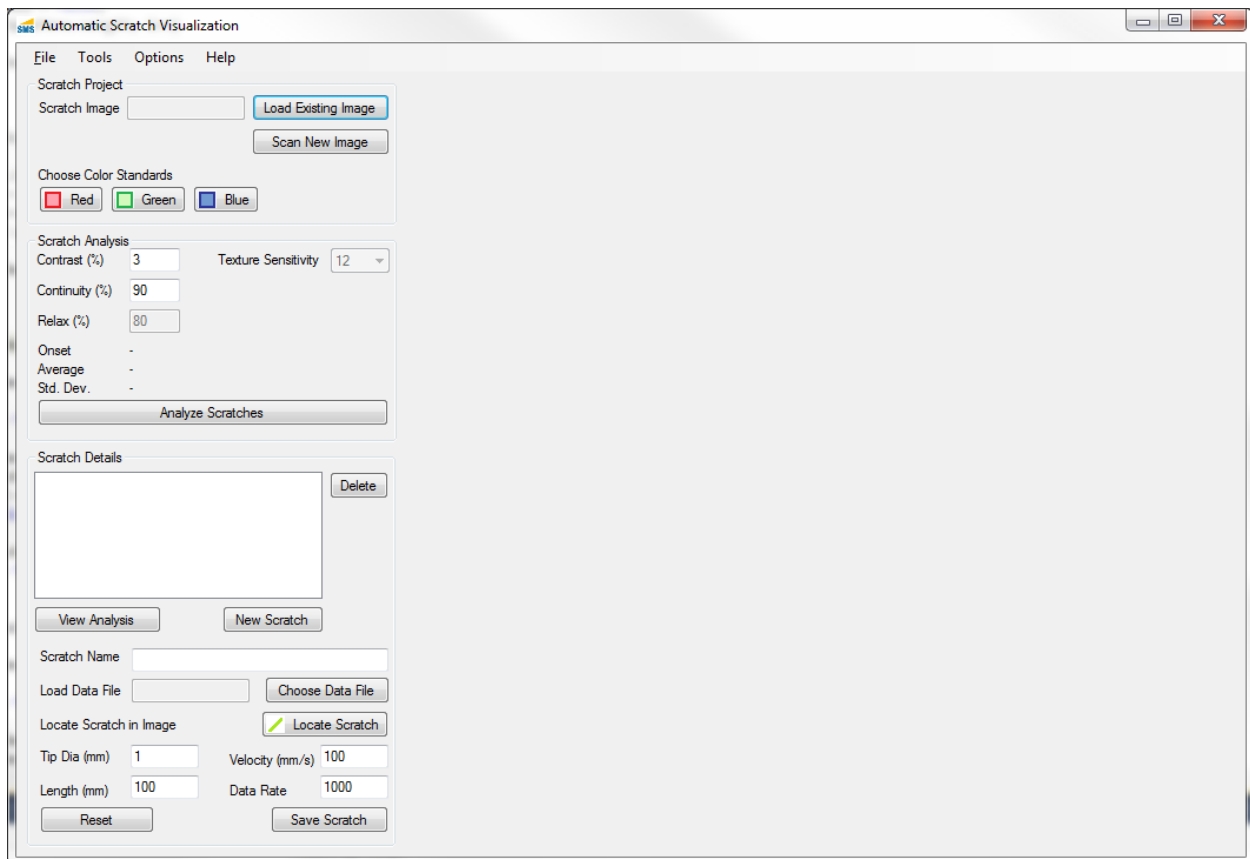 SMS Automatic Scratch Visualization
File Tools Options Help
Scratch Project
Scratch Image Load Existing Image
Scan New Image
Choose Color Standards
Red Green Blue
Scratch Analysis
Contrast (%) 3 Texture Sensitivity 12
Continuity (%) 90
Relax (%) 80
Onset -
Average -
Std. Dev. -
Analyze Scratches
Scratch Details
Delete
View Analysis New Scratch
Scratch Name
Load Data File Choose Data File
Locate Scratch in Image Locate Scratch
Tip Dia (mm) 1 Velocity (mm/s) 100
Length (mm) 100 Data Rate 1000
Reset Save Scratch